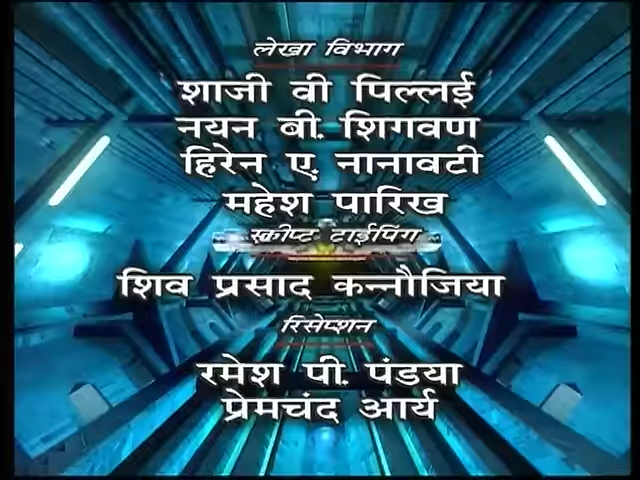 लेखा विभाग
शाजी वी पिल्लई
नयन बी. शिगवण
हिरेन ए. नानावटी
महेश पारिख
स्क्रीप्ट टाईपिंग
शिव प्रसाद कन्नौजिया
रिसेप्शन
रमेश पी. पंडया
प्रेमचंद आर्य